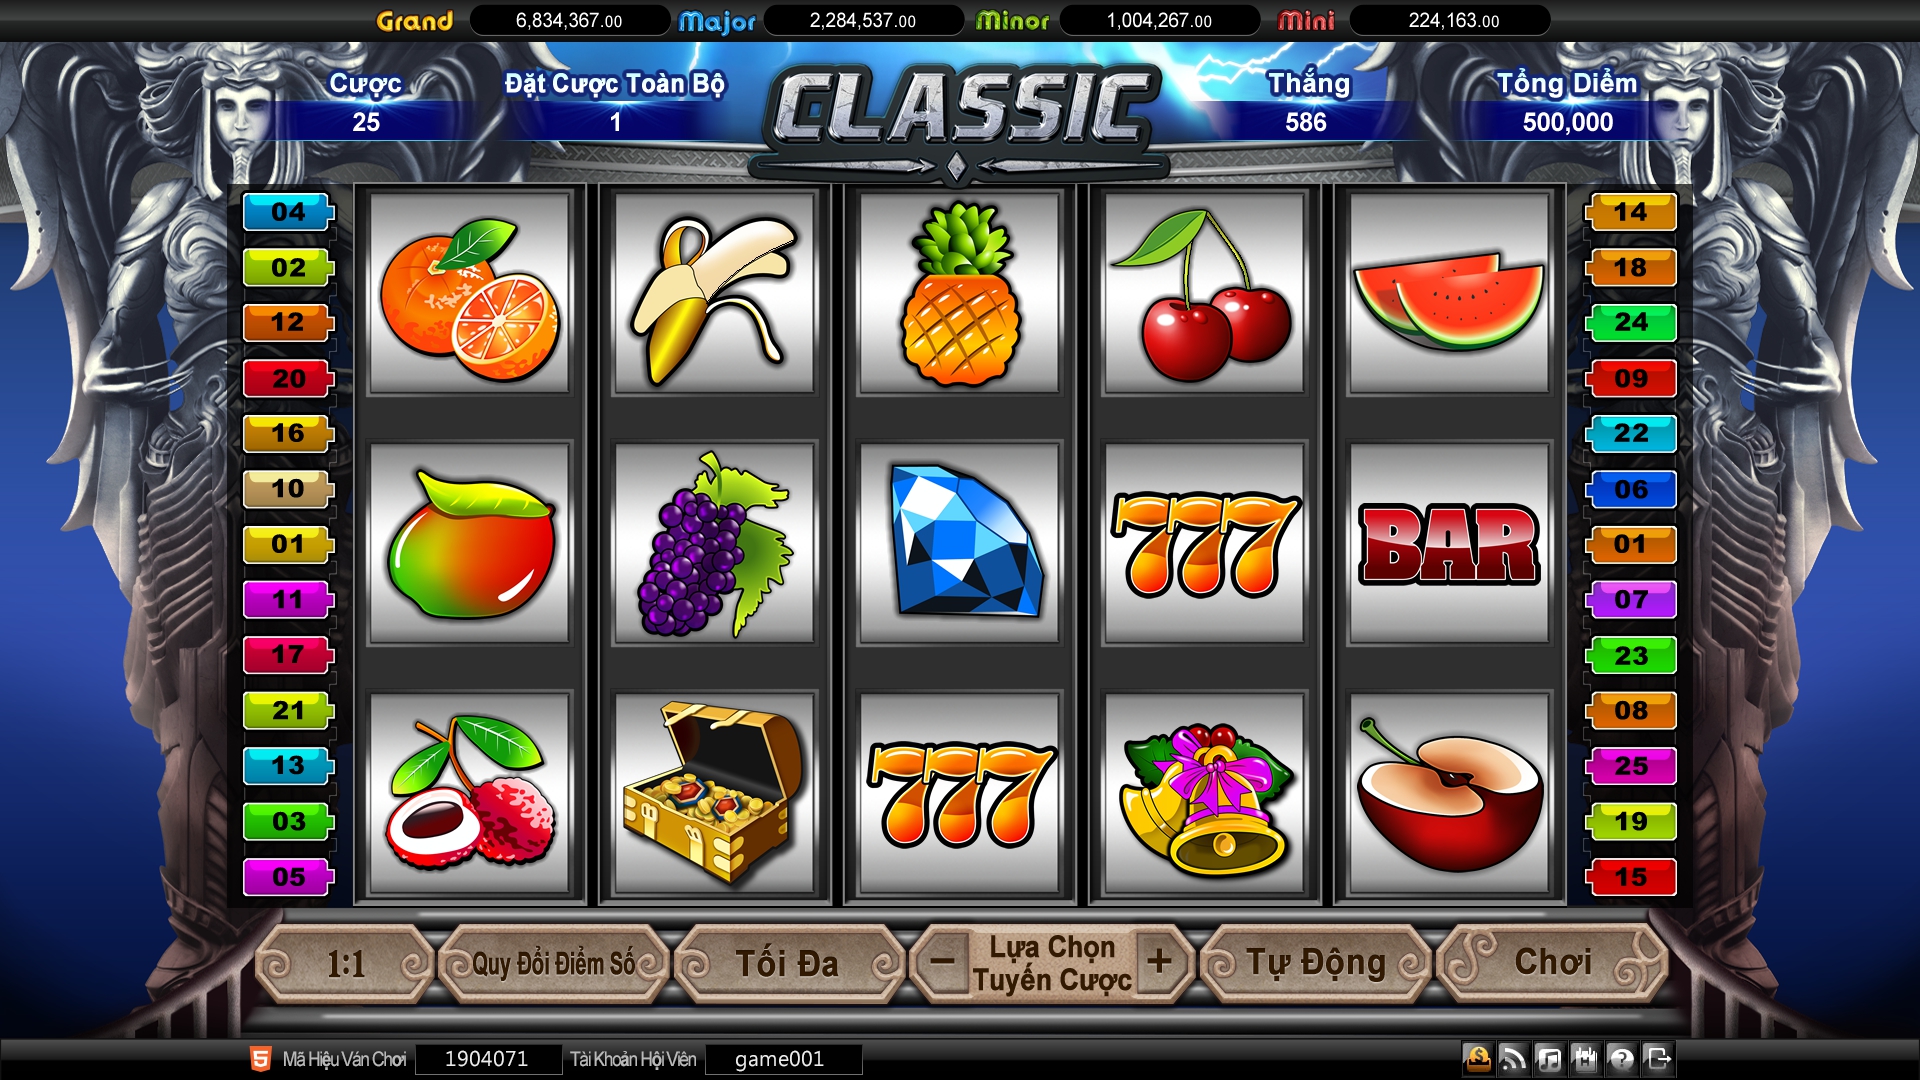 Grand 6,834,367.00 Major 2,284,537.00 Minor 1,004,267.00 Mini 224,163.00
Cược Đặt Cược Toàn Bộ CLASSIC Thắng Tổng Diểm
25 1 586 500,000
04 14
02 18
12 24
20 09
16 22
10 06
777 BAR
01 01
11 07
17 23
21 08
13 25
777
03 19
05 15
1:1 Quy Đổi Điểm Số Tối Đa − Lựa Chọn Tuyến Cược + Tự Động Chơi
5 Mã Hiệu Ván Chơi 1904071 Tài Khoản Hội Viên game001